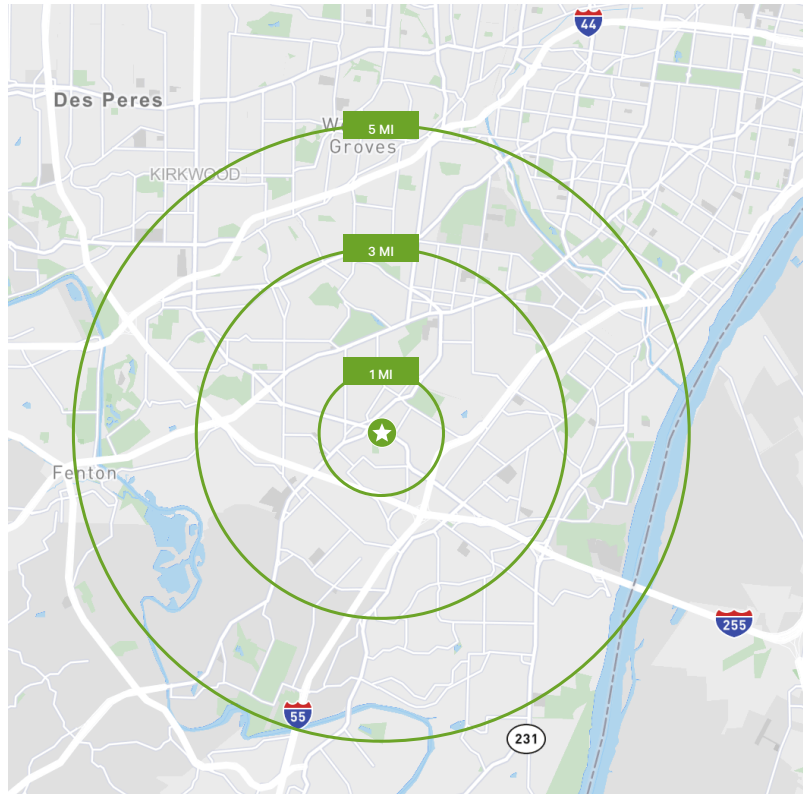 44
Des Peres
5 MI
Groves
KIRKWOOD
3 MI
1 MI
Fenton
255
55
231